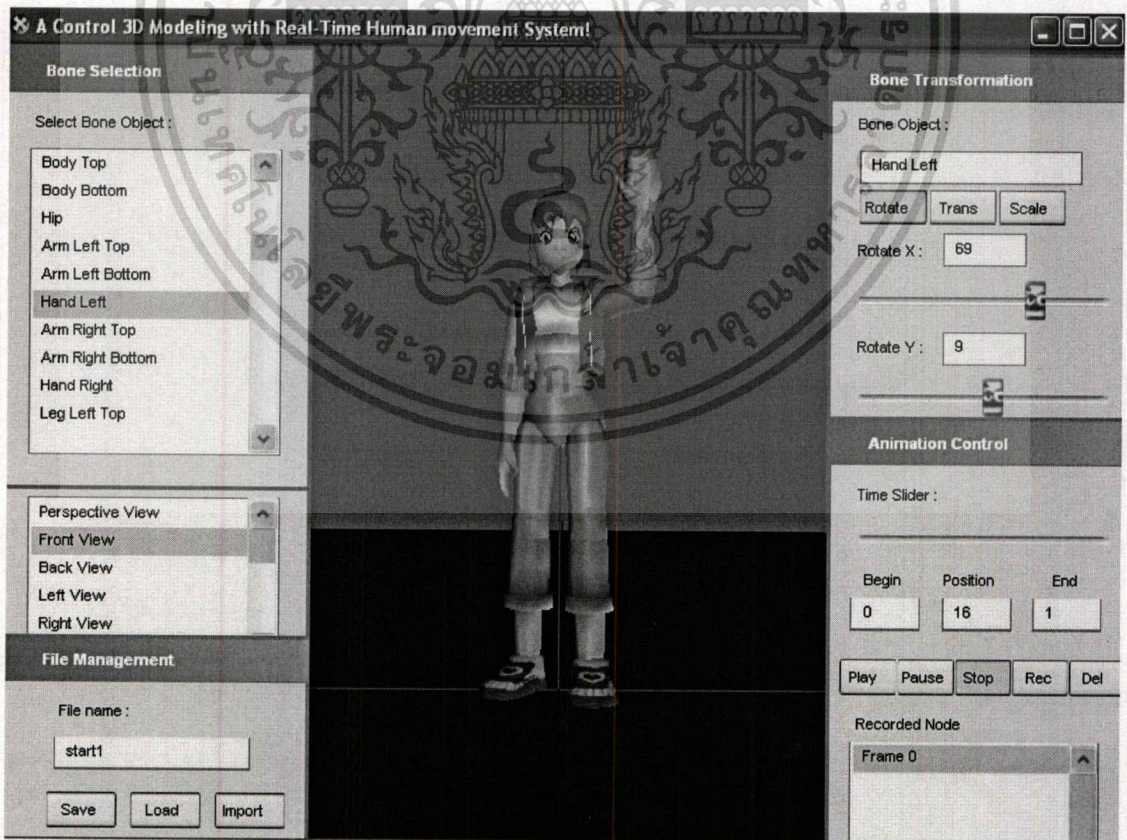 A Control 3D Modeling with Real-Time Human movement System!
Bone Selection
Select Bone Object :
Body Top
Body Bottom
Hip
Arm Left Top
Arm Left Bottom
Hand Left
Arm Right Top
Arm Right Bottom
Hand Right
Leg Left Top
Perspective View
Front View
Back View
Left View
Right View
File Management
File name :
start1
Save
Load
Import
Bone Transformation
Bone Object :
Hand Left
Rotate
Trans
Scale
Rotate X :
69
Rotate Y :
9
Animation Control
Time Slider :
Begin
Position
End
0
16
1
Play
Pause
Stop
Rec
Del
Recorded Node
Frame 0